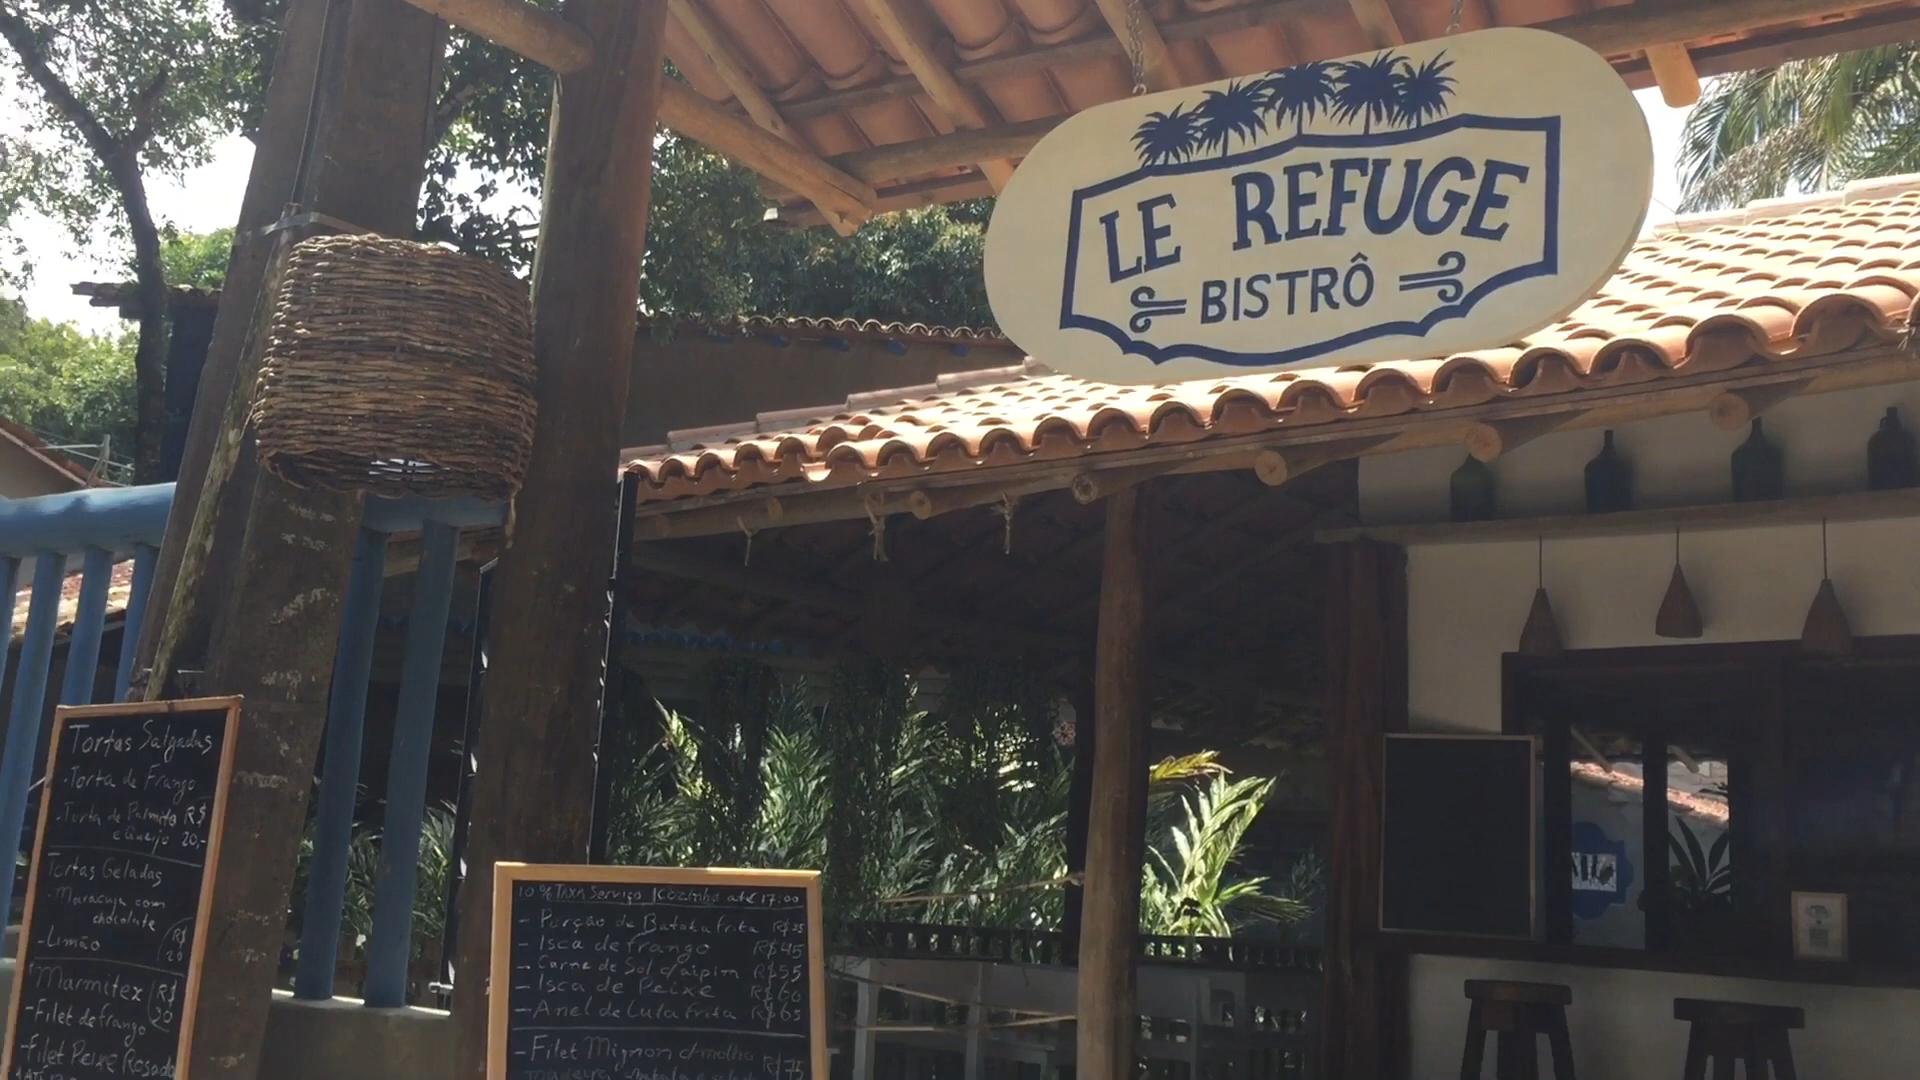 LE REFUGE
BISTRÔ
Tortas Salgadas
-Torta de Frango
-Torta de Palmito R$
e Queijo 20,-
Tortas Geladas
-Maracuja com
chocolate
-Limão R$ 20
Marmitex R$ 20
-Filet de frango
-Filet Peixe Rosado
10% Taxa Serviço | Cozinha até 17:00
- Porção de Batata frita R$35
- Isca de frango R$45
- Carne de Sol c/aipim R$55
- Isca de Peixe R$60
- Anel de Lula frita R$65
- Filet Mignon c/molho R$75
madeira